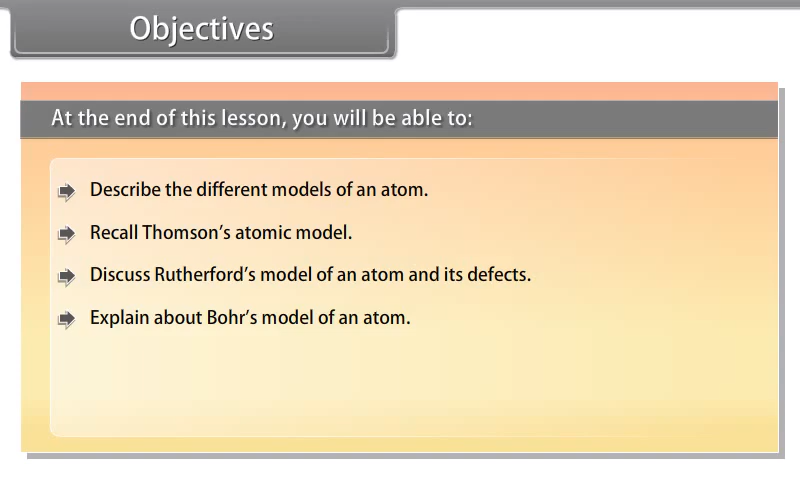 Objectives
At the end of this lesson, you will be able to:
Describe the different models of an atom.
Recall Thomson's atomic model.
Discuss Rutherford's model of an atom and its defects.
Explain about Bohr's model of an atom.